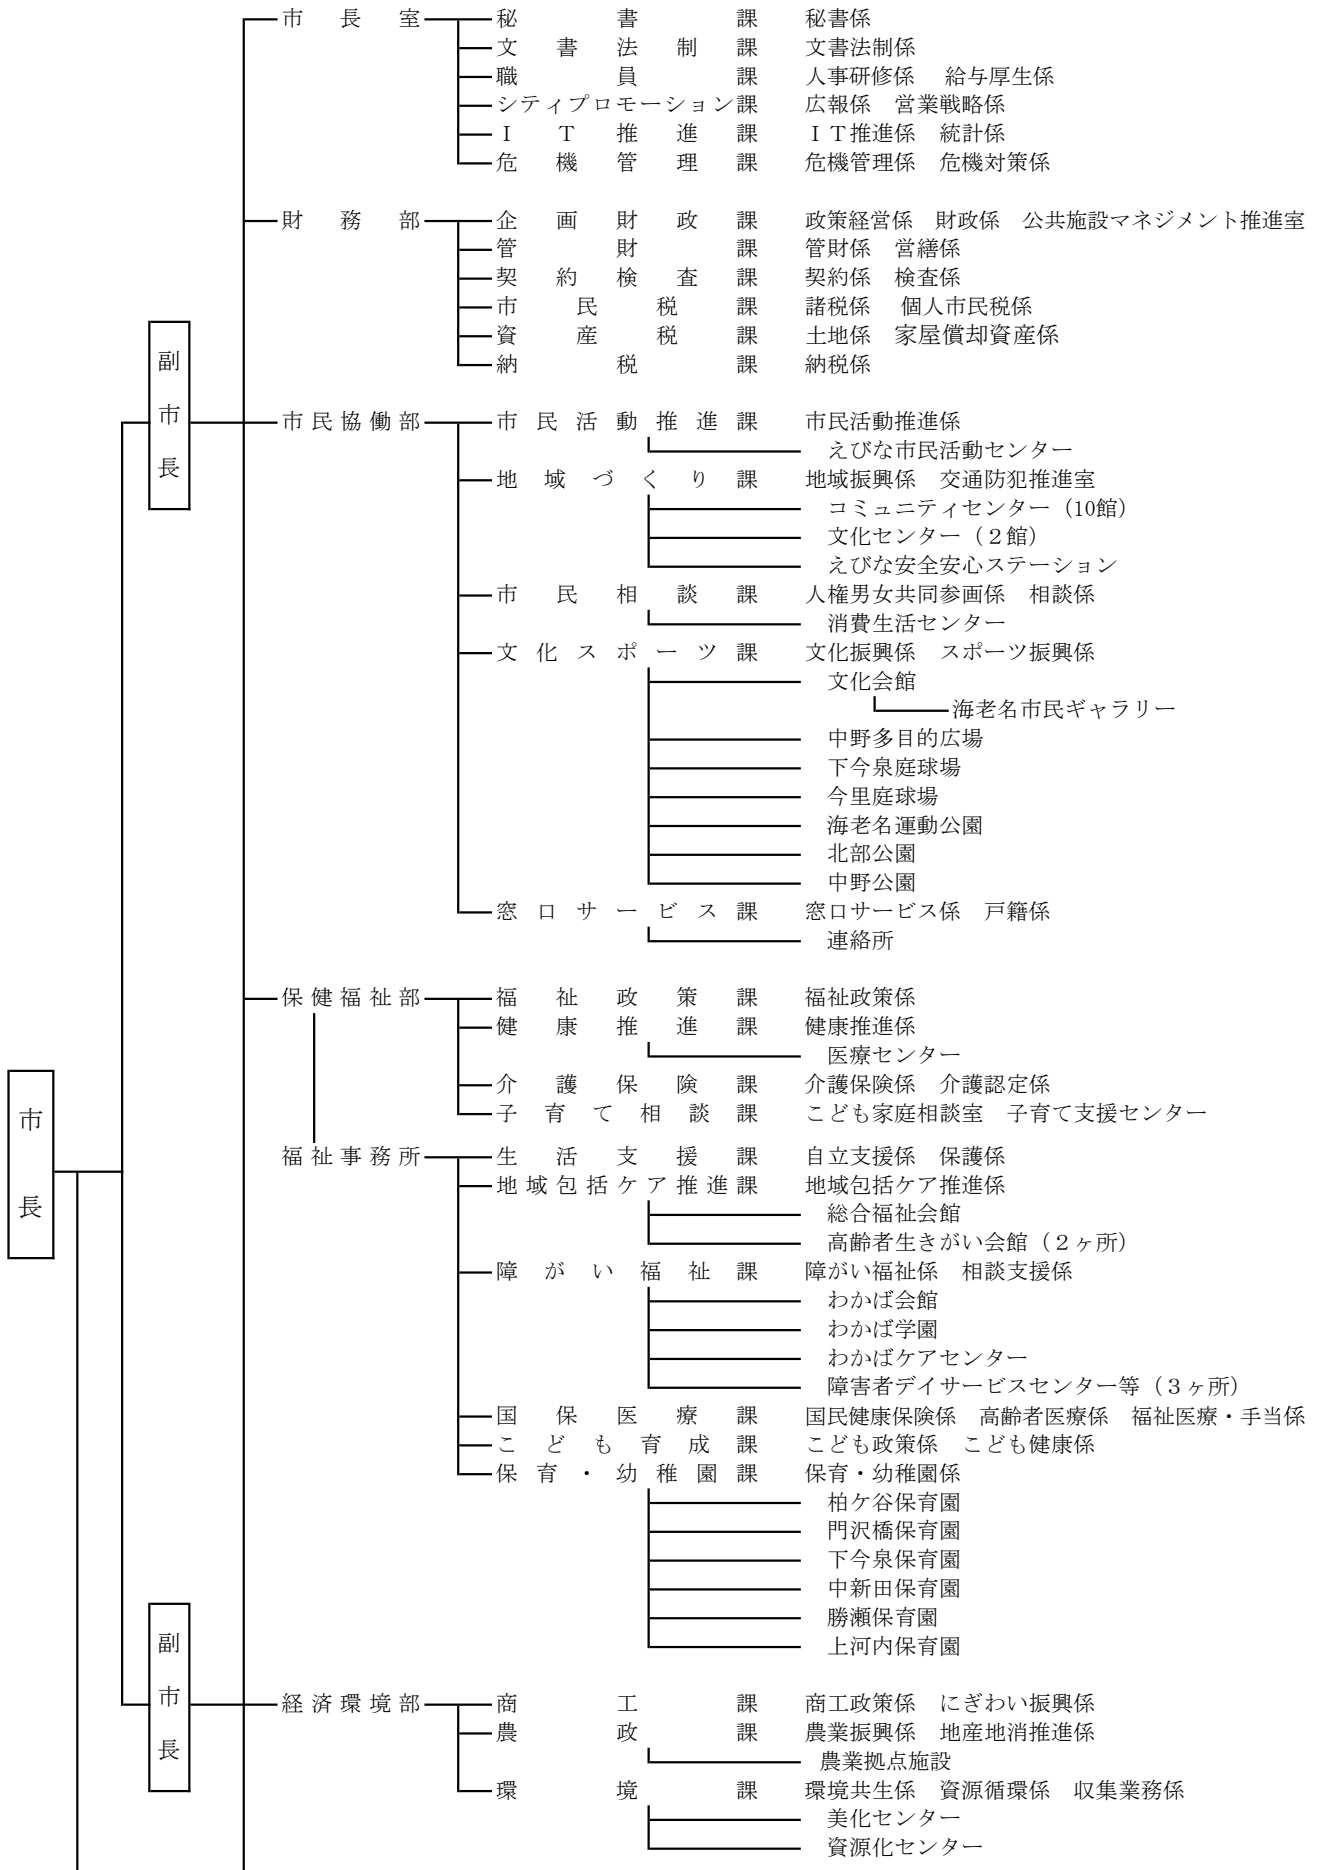 市長室 秘書課 秘書係
文書法制課 文書法制係
職員課 人事研修係 給与厚生係
シティプロモーション課 広報係 営業戦略係
ＩＴ推進課 ＩＴ推進係 統計係
危機管理課 危機管理係 危機対策係
財務部 企画財政課 政策経営係 財政係 公共施設マネジメント推進室
管財課 管財係 営繕係
契約検査課 契約係 検査係
市民税課 諸税係 個人市民税係
資産税課 土地係 家屋償却資産係
納税課 納税係
副市長
市民協働部 市民活動推進課 市民活動推進係
えびな市民活動センター
地域づくり課 地域振興係 交通防犯推進室
コミュニティセンター（10館）
文化センター（２館）
えびな安全安心ステーション
市民相談課 人権男女共同参画係 相談係
消費生活センター
文化スポーツ課 文化振興係 スポーツ振興係
文化会館
海老名市民ギャラリー
中野多目的広場
下今泉庭球場
今里庭球場
海老名運動公園
北部公園
中野公園
窓口サービス課 窓口サービス係 戸籍係
連絡所
保健福祉部 福祉政策課 福祉政策係
健康推進課 健康推進係
医療センター
介護保険課 介護保険係 介護認定係
子育て相談課 こども家庭相談室 子育て支援センター
市長
福祉事務所 生活支援課 自立支援係 保護係
地域包括ケア推進課 地域包括ケア推進係
総合福祉会館
高齢者生きがい会館（２ヶ所）
障がい福祉課 障がい福祉係 相談支援係
わかば会館
わかば学園
わかばケアセンター
障害者デイサービスセンター等（３ヶ所）
国保医療課 国民健康保険係 高齢者医療係 福祉医療・手当係
こども育成課 こども政策係 こども健康係
保育・幼稚園課 保育・幼稚園係
柏ケ谷保育園
門沢橋保育園
下今泉保育園
中新田保育園
勝瀬保育園
上河内保育園
副市長
経済環境部 商工課 商工政策係 にぎわい振興係
農政課 農業振興係 地産地消推進係
農業拠点施設
環境課 環境共生係 資源循環係 収集業務係
美化センター
資源化センター